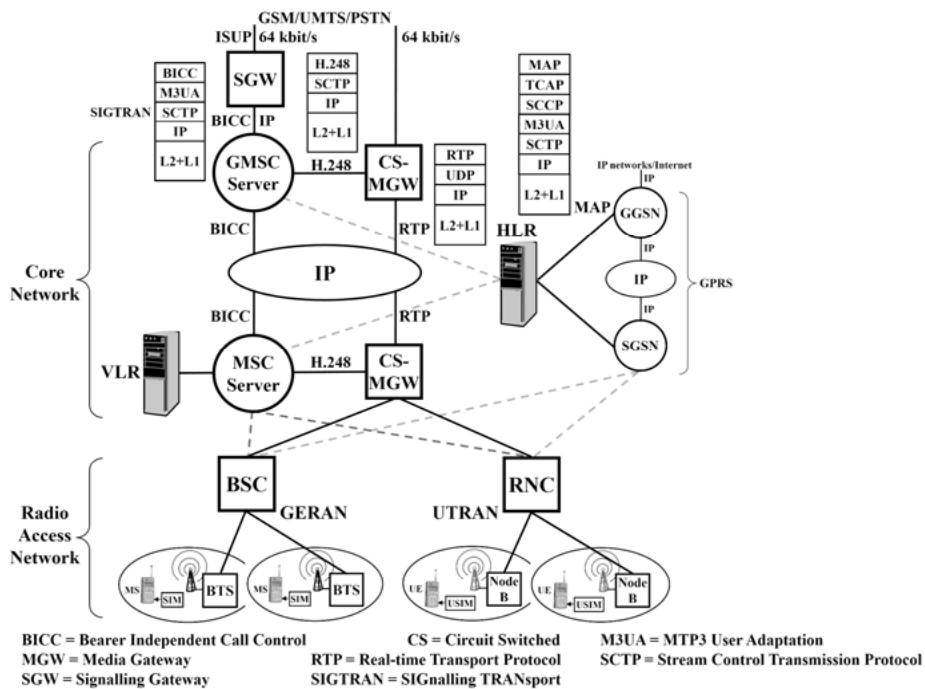 GSM/UMTS/PSTN
ISUP 64 kbit/s
64 kbit/s
SGW
BICC IP
SIGTRAN
BICC
M3UA
SCTP
IP
L2+L1
H.248
SCTP
IP
L2+L1
MAP
TCAP
SCCP
M3UA
SCTP
IP
L2+L1
GMSC
Server
H.248
CS-
MGW
RTP
UDP
IP
L2+L1
IP networks/Internet
IP
MAP
GGSN
HLR
BICC
RTP
IP
IP
IP
IP
GPRS
Core
Network
BICC
RTP
SGSN
VLR
MSC
Server
H.248
CS-
MGW
BSC
RNC
GERAN
UTRAN
Radio
Access
Network
MS
SIM
BTS
MS
SIM
BTS
UE
USIM
Node
B
UE
USIM
Node
B
BICC = Bearer Independent Call Control
CS = Circuit Switched
M3UA = MTP3 User Adaptation
MGW = Media Gateway
RTP = Real-time Transport Protocol
SCTP = Stream Control Transmission Protocol
SGW = Signalling Gateway
SIGTRAN = SIGnalling TRANsport